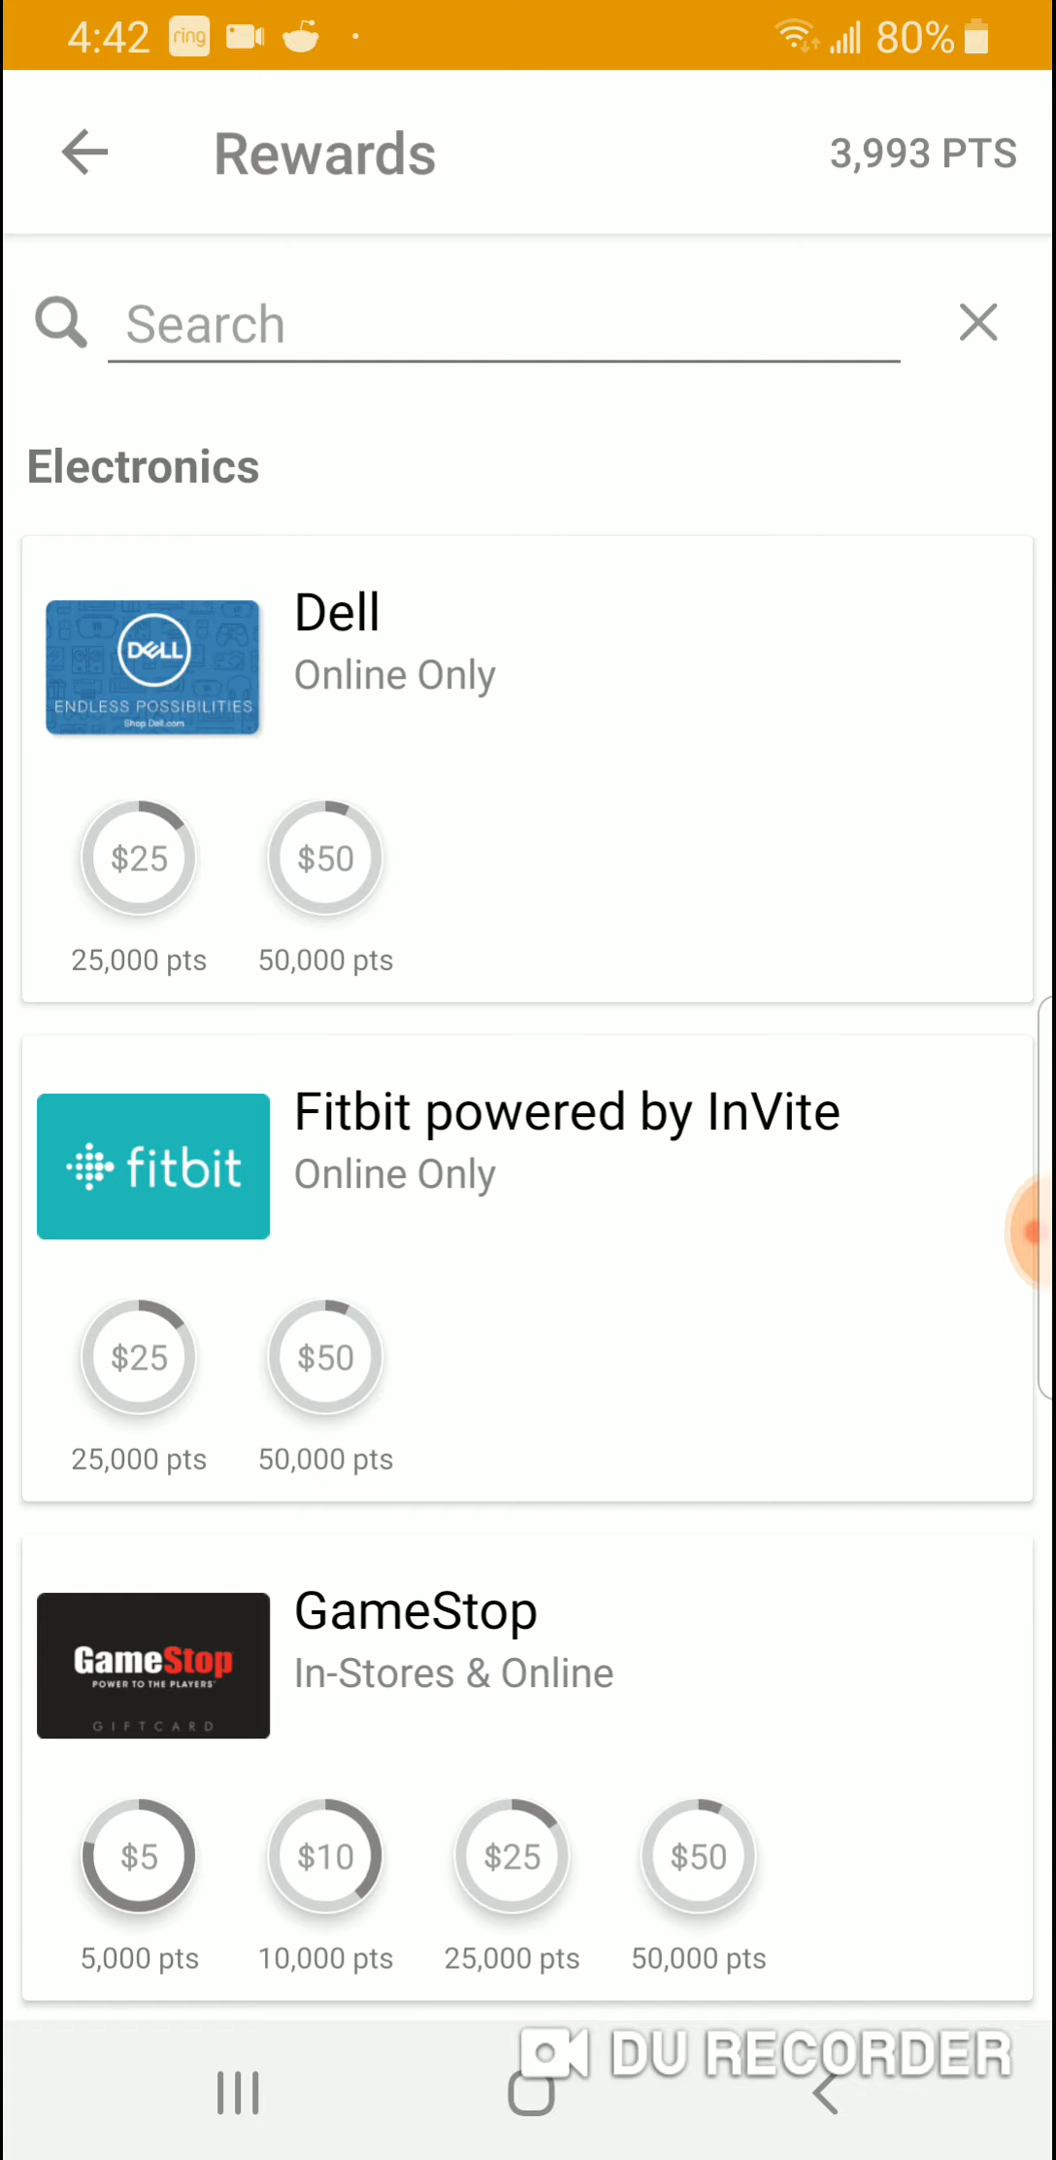 4:42 ring 80%
Rewards 3,993 PTS
Search
Electronics
DELL
ENDLESS POSSIBILITIES
Shop Dell.com
Dell
Online Only
$25 $50
25,000 pts 50,000 pts
fitbit
Fitbit powered by InVite
Online Only
$25 $50
25,000 pts 50,000 pts
GameStop
POWER TO THE PLAYERS
GIFTCARD
GameStop
In-Stores & Online
$5 $10 $25 $50
5,000 pts 10,000 pts 25,000 pts 50,000 pts
DU RECORDER